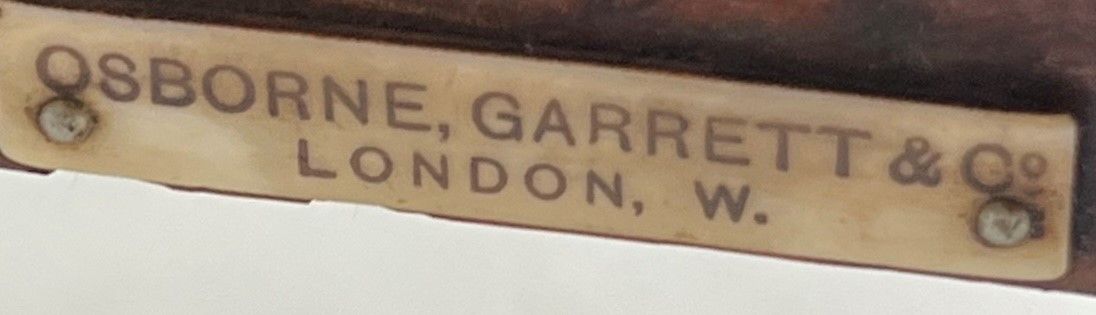 OSBORNE, GARRETT & Cº
LONDON, W.